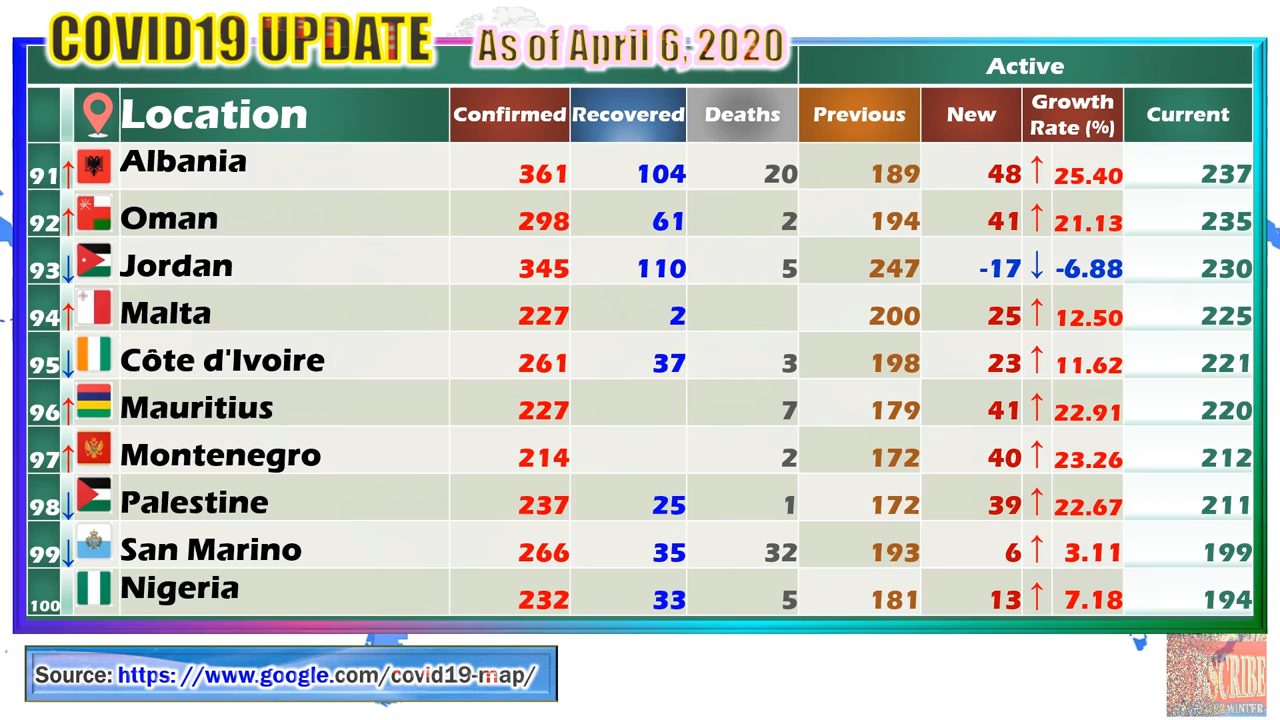 COVID19 UPDATE As of April 6, 2020
Active
Location Confirmed Recovered Deaths Previous New Growth Rate (%) Current
91 ↑ Albania 361 104 20 189 48 ↑ 25.40 237
92 ↑ Oman 298 61 2 194 41 ↑ 21.13 235
93 ↓ Jordan 345 110 5 247 -17 ↓ -6.88 230
94 ↑ Malta 227 2 200 25 ↑ 12.50 225
95 ↓ Côte d'Ivoire 261 37 3 198 23 ↑ 11.62 221
96 ↑ Mauritius 227 7 179 41 ↑ 22.91 220
97 ↑ Montenegro 214 2 172 40 ↑ 23.26 212
98 ↓ Palestine 237 25 1 172 39 ↑ 22.67 211
99 ↓ San Marino 266 35 32 193 6 ↑ 3.11 199
100 Nigeria 232 33 5 181 13 ↑ 7.18 194
Source: https: //www.google.com/covid19-map/
CRIBE
WINTER